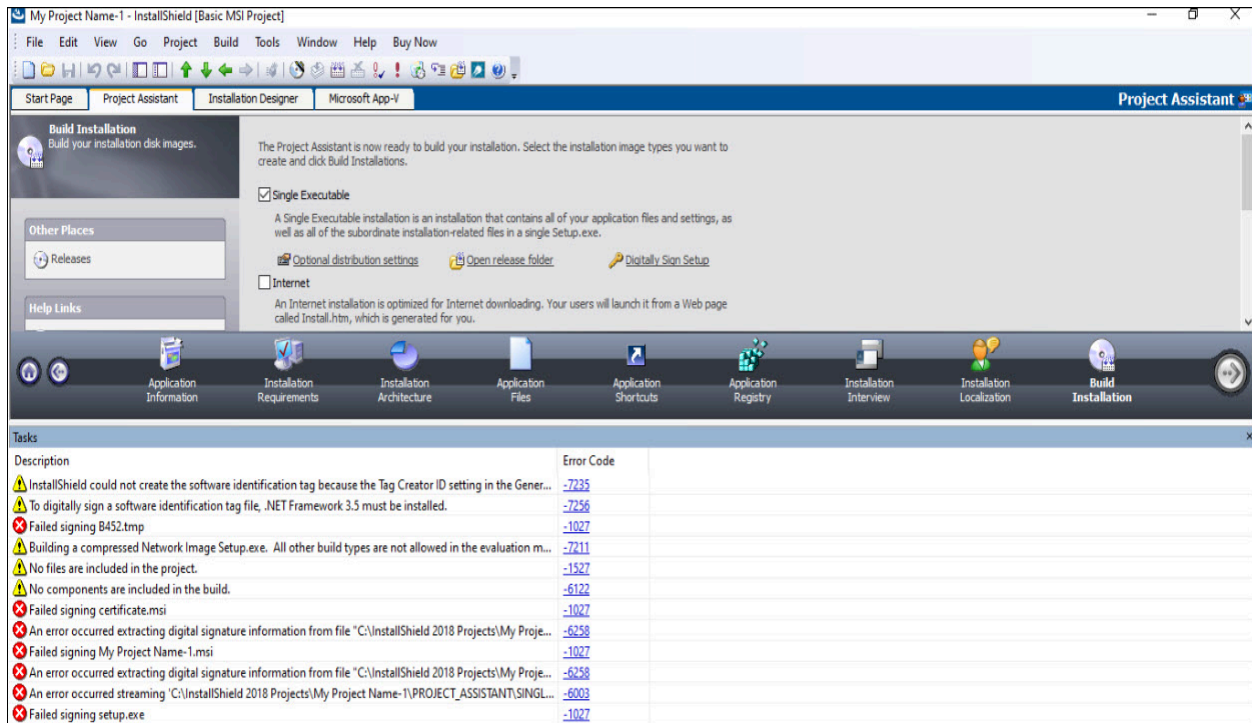 My Project Name-1 - InstallShield [Basic MSI Project]
File Edit View Go Project Build Tools Window Help Buy Now
Start Page Project Assistant Installation Designer Microsoft App-V Project Assistant
Build Installation
Build your installation disk images.
The Project Assistant is now ready to build your installation. Select the installation image types you want to
create and click Build Installations.
Single Executable
A Single Executable installation is an installation that contains all of your application files and settings, as
well as all of the subordinate installation-related files in a single Setup.exe.
Other Places
Releases
Optional distribution settings Open release folder Digitally Sign Setup
Internet
An Internet installation is optimized for Internet downloading. Your users will launch it from a Web page
called Install.htm, which is generated for you.
Help Links
Application Information
Installation Requirements
Installation Architecture
Application Files
Application Shortcuts
Application Registry
Installation Interview
Installation Localization
Build Installation
Tasks
Description Error Code
InstallShield could not create the software identification tag because the Tag Creator ID setting in the Gener... -7235
To digitally sign a software identification tag file, .NET Framework 3.5 must be installed. -7256
Failed signing B452.tmp -1027
Building a compressed Network Image Setup.exe. All other build types are not allowed in the evaluation m... -7211
No files are included in the project. -1527
No components are included in the build. -6122
Failed signing certificate.msi -1027
An error occurred extracting digital signature information from file "C:\InstallShield 2018 Projects\My Proje... -6258
Failed signing My Project Name-1.msi -1027
An error occurred extracting digital signature information from file "C:\InstallShield 2018 Projects\My Proje... -6258
An error occurred streaming 'C:\InstallShield 2018 Projects\My Project Name-1\PROJECT_ASSISTANT\SINGL... -6003
Failed signing setup.exe -1027